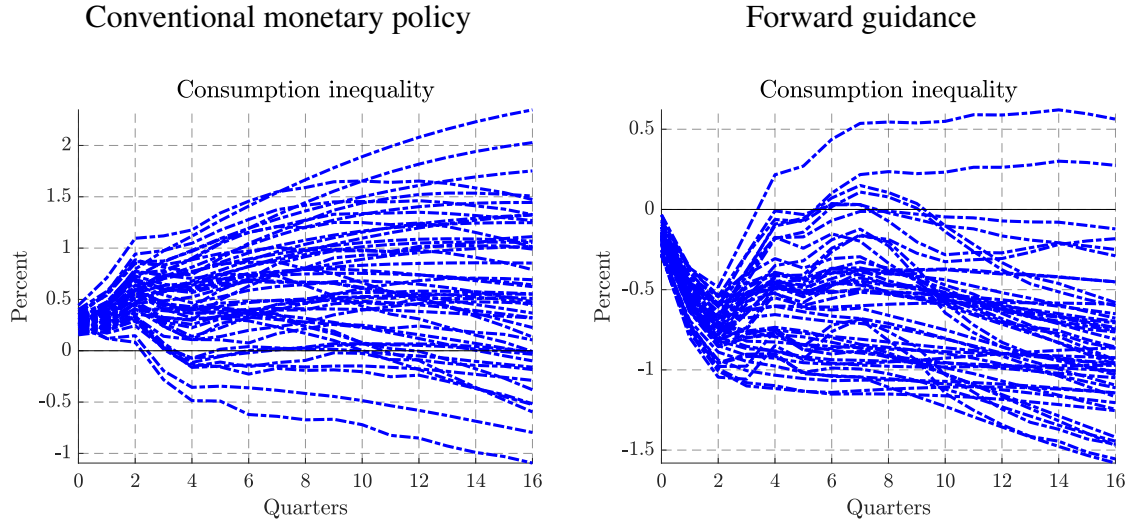 Conventional monetary policy
Forward guidance
Consumption inequality
Percent
2
1.5
1
0.5
0
-0.5
-1
0 2 4 6 8 10 12 14 16
Quarters
Consumption inequality
Percent
0.5
0
-0.5
-1
-1.5
0 2 4 6 8 10 12 14 16
Quarters